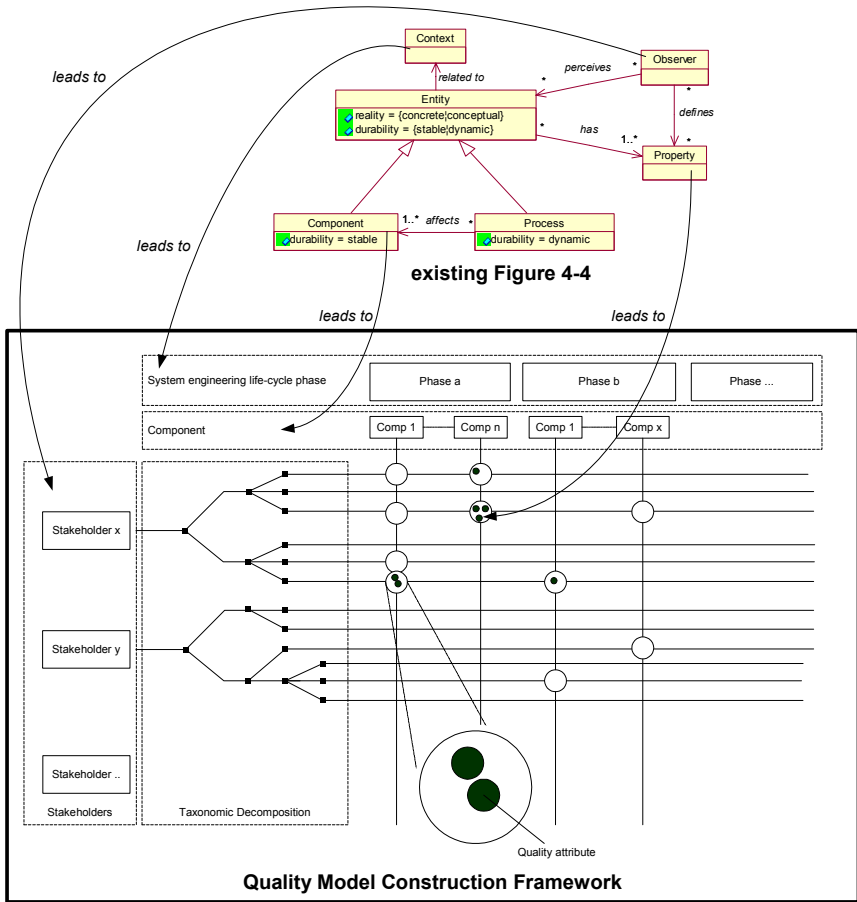 Context
Observer
leads to
perceives
*
*
related to
Entity
reality = {concrete¦conceptual}
durability = {stable¦dynamic}
*
*
defines
has
1..*
*
Property
leads to
Component
durability = stable
1..*
affects
*
Process
durability = dynamic
existing Figure 4-4
leads to
leads to
System engineering life-cycle phase
Phase a
Phase b
Phase ...
Component
Comp 1
Comp n
Comp 1
Comp x
Stakeholder x
Stakeholder y
Stakeholder ..
Stakeholders
Taxonomic Decomposition
Quality attribute
Quality Model Construction Framework